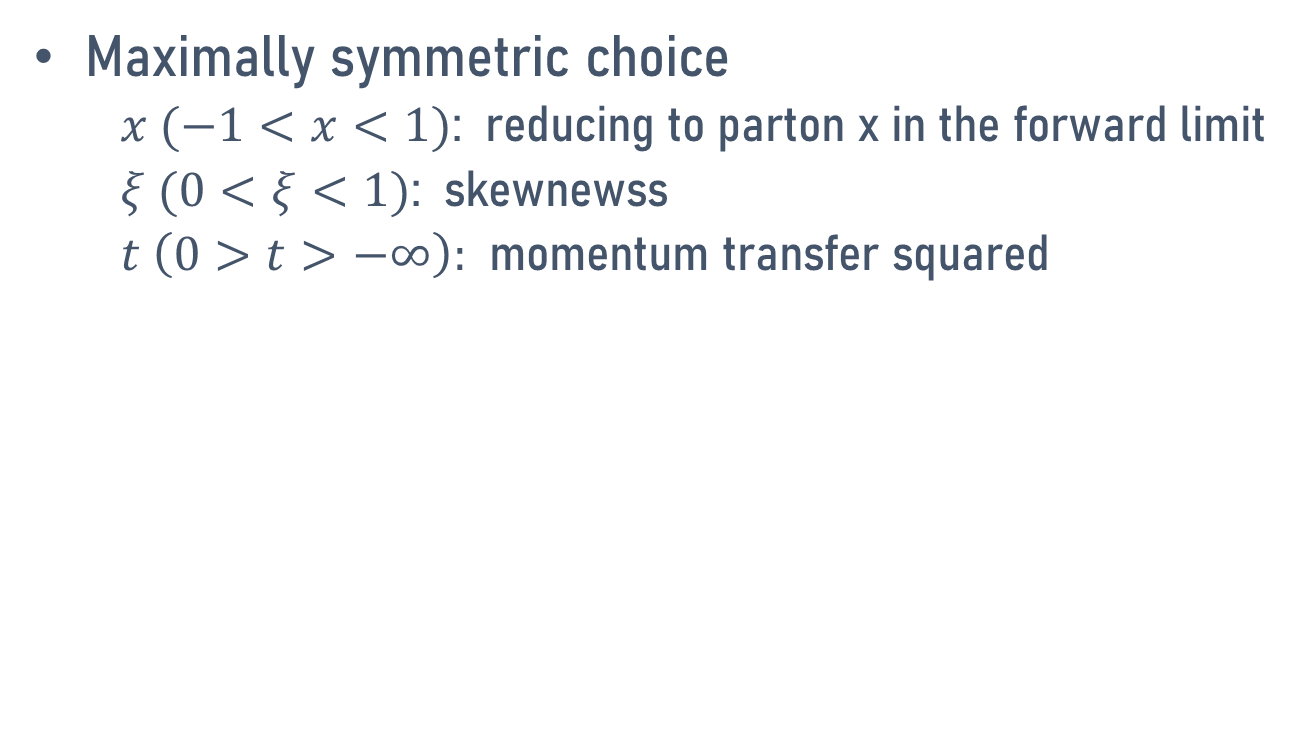 • Maximally symmetric choice
x (−1 < x < 1): reducing to parton x in the forward limit
ξ (0 < ξ < 1): skewnewss
t (0 > t > −∞): momentum transfer squared